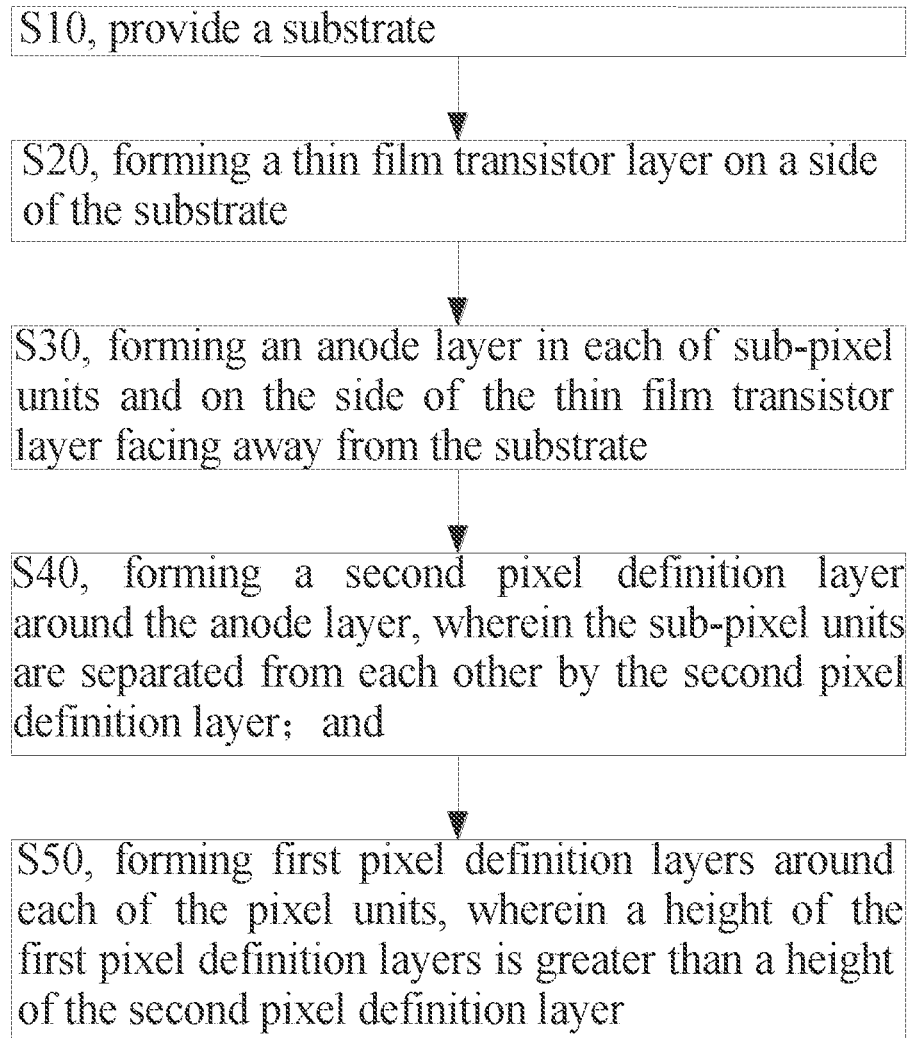 S10, provide a substrate
S20, forming a thin film transistor layer on a side
of the substrate
S30, forming an anode layer in each of sub-pixel
units and on the side of the thin film transistor
layer facing away from the substrate
S40, forming a second pixel definition layer
around the anode layer, wherein the sub-pixel units
are separated from each other by the second pixel
definition layer; and
S50, forming first pixel definition layers around
each of the pixel units, wherein a height of the
first pixel definition layers is greater than a height
of the second pixel definition layer